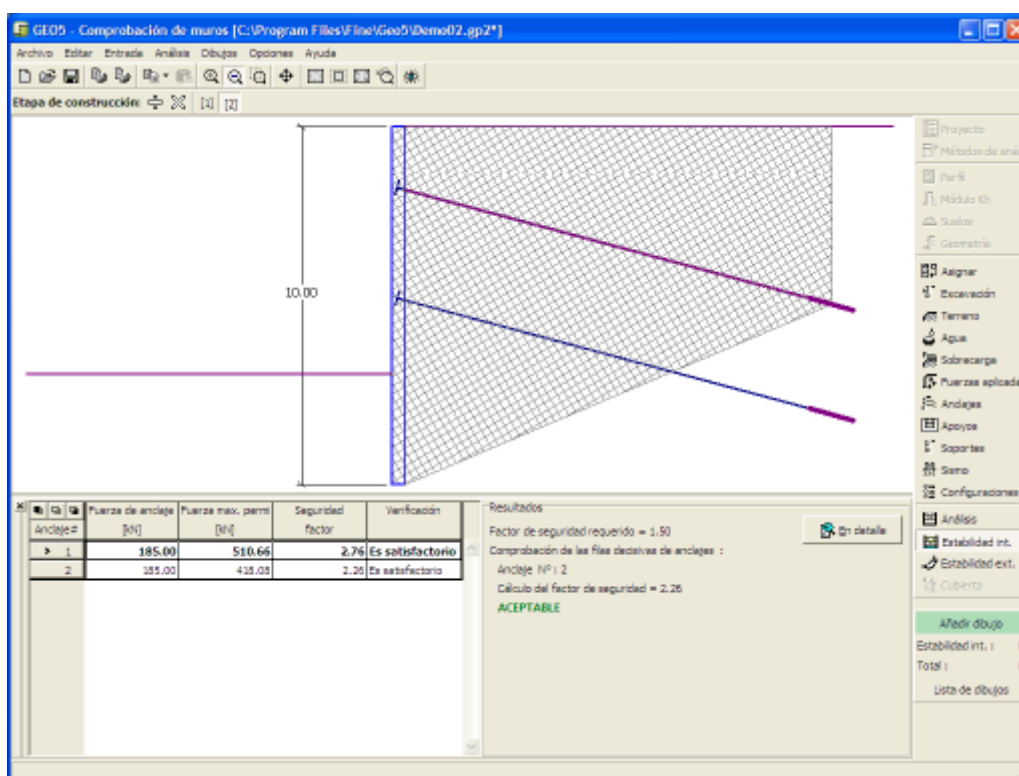 GEO5 - Comprobación de muros [C:\Program Files\Fine\Geo5\Demo02.gp2*]
Archivo Editar Entrada Análisis Dibujos Opciones Ayuda
Etapa de construcción: [1] [2]
10.00
Proyecto
Métodos de aná
Perfil
Módulo Kh
Suelos
Geometría
Asignar
Excavación
Terreno
Agua
Sobrecarga
Fuerzas aplicada
Anclajes
Apoyos
Soportes
Sismo
Configuraciones
Análisis
Estabilidad int.
Estabilidad ext.
Cubierta
Añadir dibujo
Estabilidad int. :
Total :
Lista de dibujos
Fuerza de anclaje Fuerza max. permi Seguridad Verificación
Anclaje # [kN] [kN] factor
> 1 185.00 510.66 2.76 Es satisfactorio
2 185.00 418.08 2.26 Es satisfactorio
Resultados
Factor de seguridad requerido = 1.50
En detalle
Comprobación de las filas decisivas de anclajes :
Anclaje Nº : 2
Cálculo del factor de seguridad = 2.26
ACEPTABLE